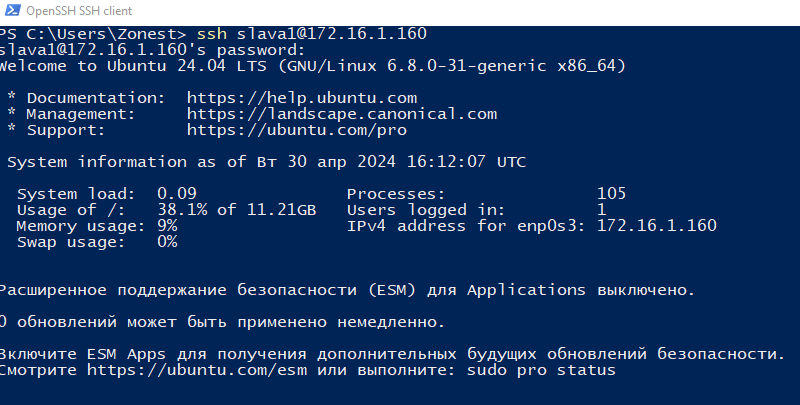 OpenSSH SSH client
PS C:\Users\Zonest> ssh slava1@172.16.1.160
slava1@172.16.1.160's password:
Welcome to Ubuntu 24.04 LTS (GNU/Linux 6.8.0-31-generic x86_64)
* Documentation: https://help.ubuntu.com
* Management: https://landscape.canonical.com
* Support: https://ubuntu.com/pro
System information as of Вт 30 апр 2024 16:12:07 UTC
System load: 0.09 Processes: 105
Usage of /: 38.1% of 11.21GB Users logged in: 1
Memory usage: 9% IPv4 address for enp0s3: 172.16.1.160
Swap usage: 0%
Расширенное поддержание безопасности (ESM) для Applications выключено.
0 обновлений может быть применено немедленно.
Включите ESM Apps для получения дополнительных будущих обновлений безопасности.
Смотрите https://ubuntu.com/esm или выполните: sudo pro status